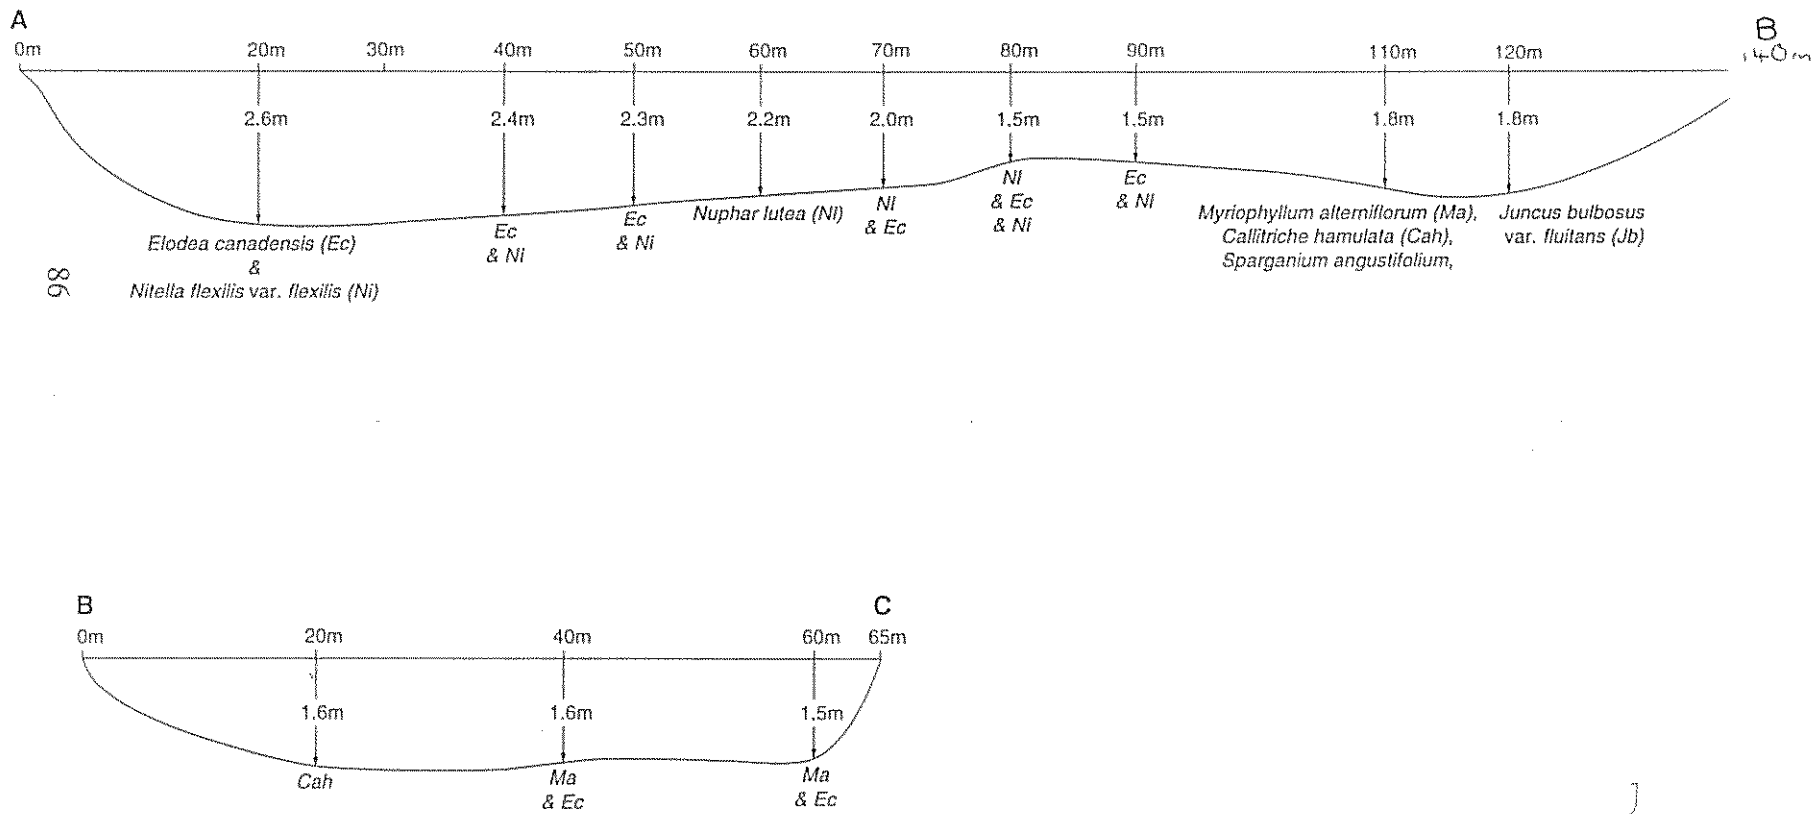 A
B
0m 20m 30m 40m 50m 60m 70m 80m 90m 110m 120m 140m
2.6m 2.4m 2.3m 2.2m 2.0m 1.5m 1.5m 1.8m 1.8m
Elodea canadensis (Ec)
&
Nitella flexilis var. flexilis (Ni)
Ec
& Ni
Ec
& Ni
Nuphar lutea (Nl)
Nl
& Ec
Nl
& Ec
& Ni
Ec
& Nl
Myriophyllum alterniflorum (Ma),
Callitriche hamulata (Cah),
Sparganium angustifolium,
Juncus bulbosus
var. fluitans (Jb)
86
B C
0m 20m 40m 60m 65m
1.6m 1.6m 1.5m
Cah
Ma
& Ec
Ma
& Ec